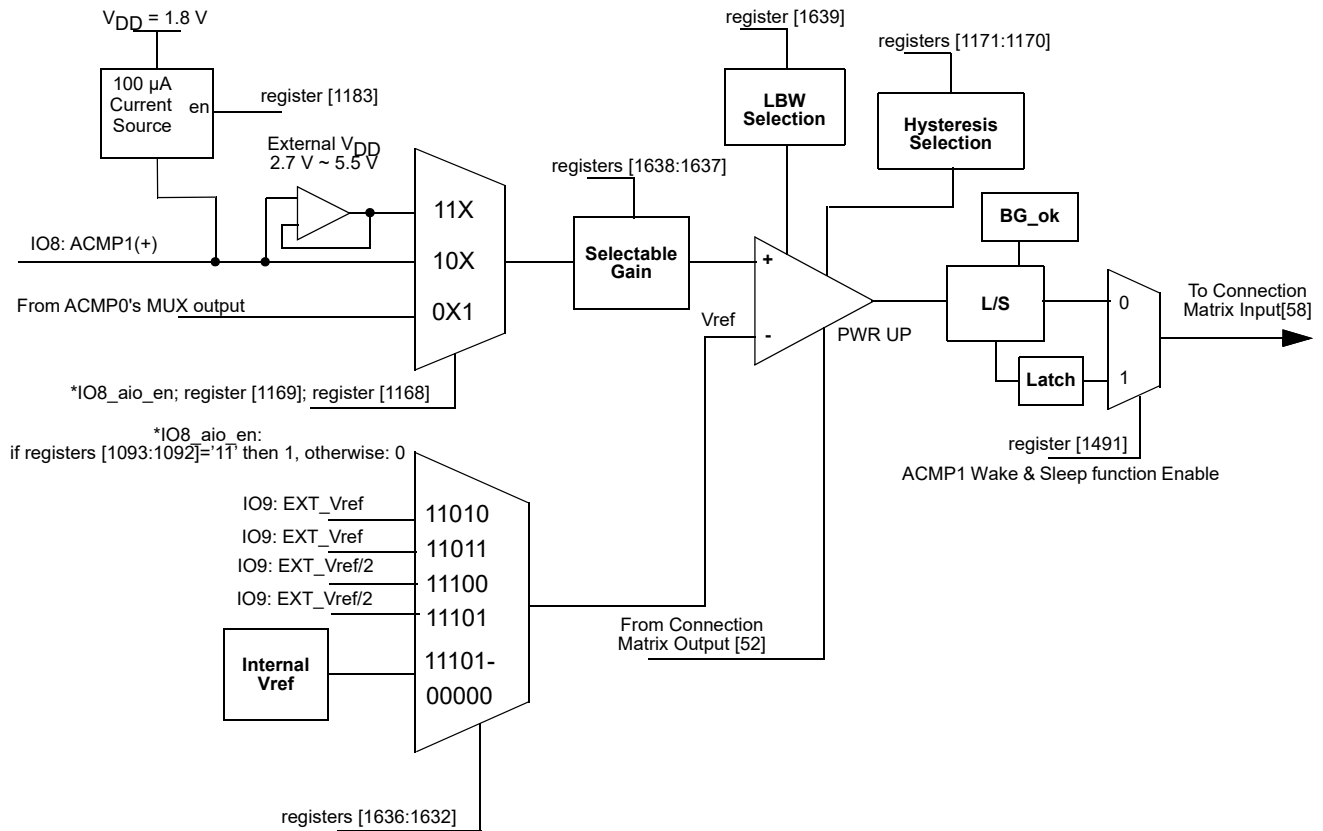 VDD = 1.8 V
register [1639]
registers [1171:1170]
100 µA
Current
Source
en
register [1183]
LBW
Selection
Hysteresis
Selection
External VDD
2.7 V ~ 5.5 V
registers [1638:1637]
11X
BG_ok
IO8: ACMP1(+)
10X
Selectable
Gain
+
L/S
0
To Connection
Matrix Input[58]
From ACMP0's MUX output
0X1
Vref
-
PWR UP
Latch
1
*IO8_aio_en; register [1169]; register [1168]
*IO8_aio_en:
if registers [1093:1092]=’11’ then 1, otherwise: 0
register [1491]
ACMP1 Wake & Sleep function Enable
IO9: EXT_Vref
11010
IO9: EXT_Vref
11011
IO9: EXT_Vref/2
11100
IO9: EXT_Vref/2
11101
From Connection
Matrix Output [52]
Internal
Vref
11101-
00000
registers [1636:1632]